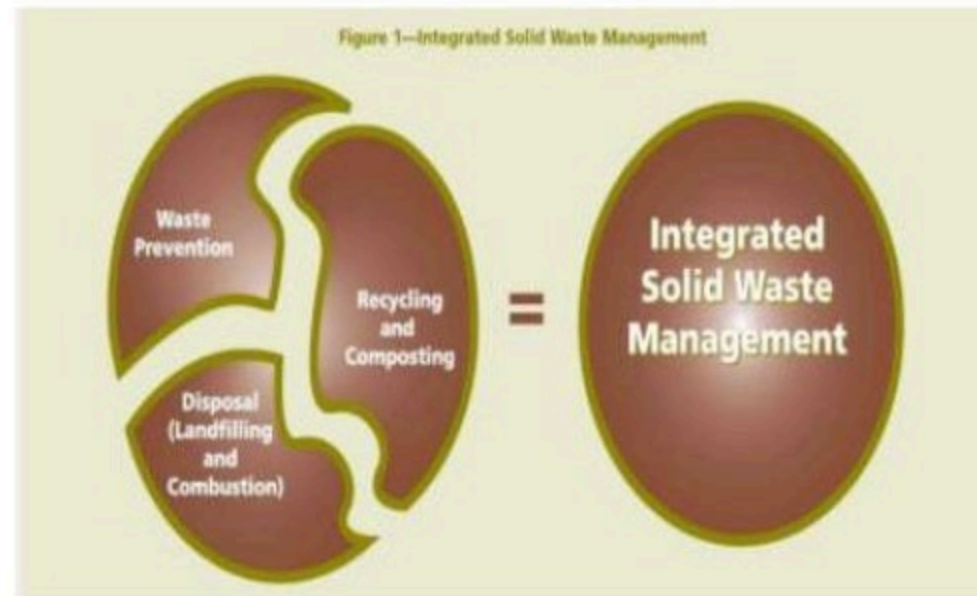 Figure 1—Integrated Solid Waste Management
Waste
Prevention
Recycling
and
Composting
Disposal
(Landfilling
and
Combustion)
=
Integrated
Solid Waste
Management